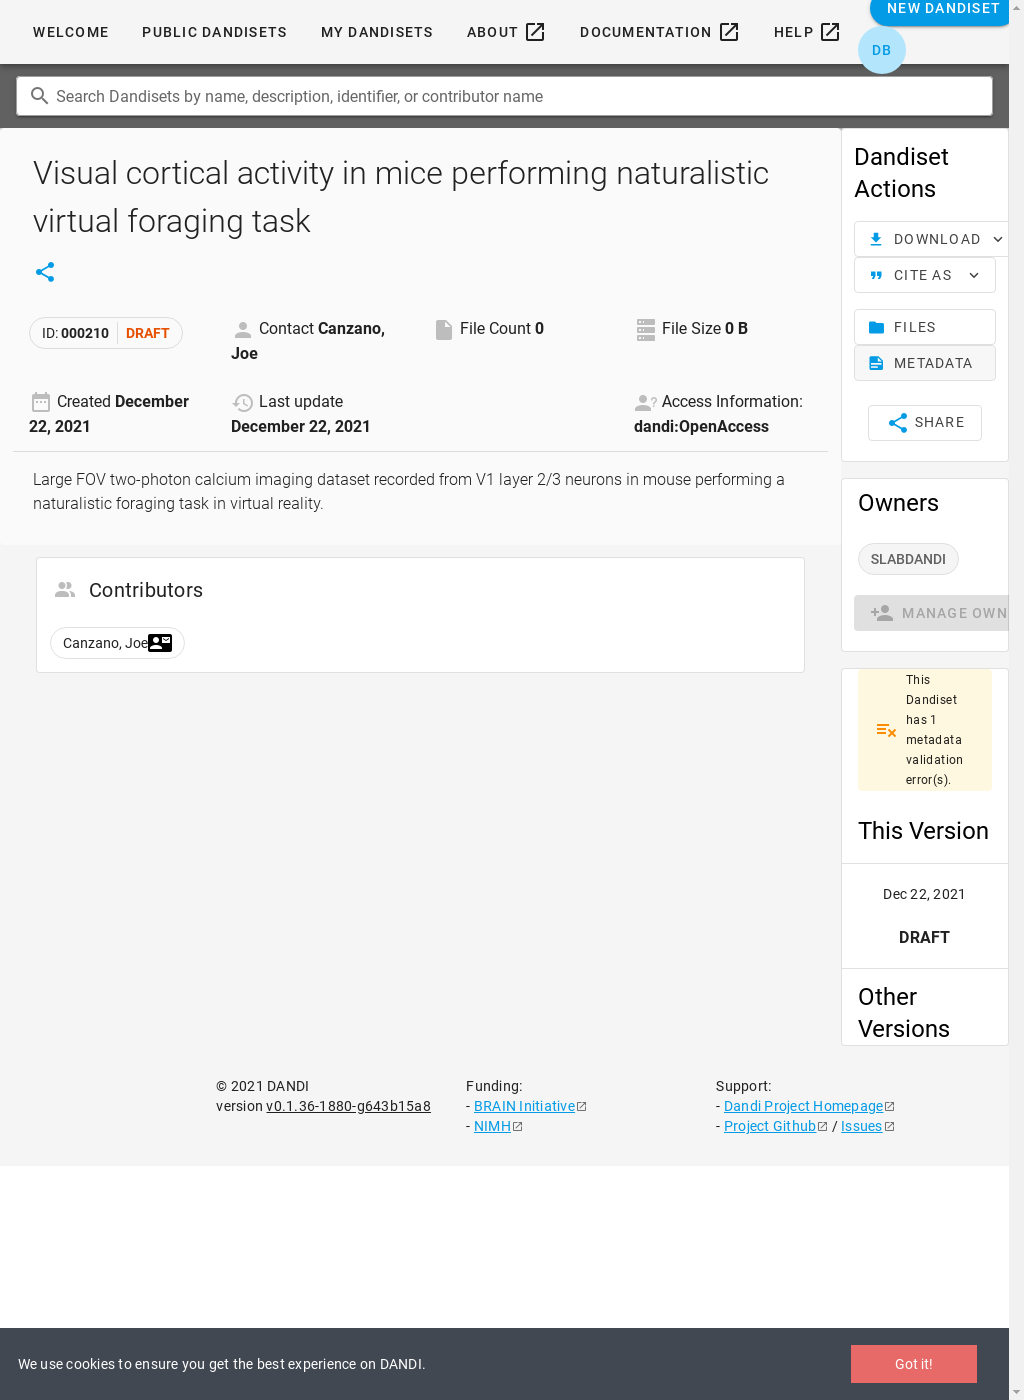 WELCOME
PUBLIC DANDISETS
MY DANDISETS
ABOUT
DOCUMENTATION
HELP
NEW DANDISET
DB
Search Dandisets by name, description, identifier, or contributor name
Visual cortical activity in mice performing naturalistic
virtual foraging task
ID: 000210 DRAFT
Contact Canzano,
Joe
File Count 0
File Size 0 B
Created December
22, 2021
Last update
December 22, 2021
Access Information:
dandi:OpenAccess
Large FOV two-photon calcium imaging dataset recorded from V1 layer 2/3 neurons in mouse performing a
naturalistic foraging task in virtual reality.
Contributors
Canzano, Joe
Dandiset
Actions
DOWNLOAD
CITE AS
FILES
METADATA
SHARE
Owners
SLABDANDI
MANAGE OWN
This
Dandiset
has 1
metadata
validation
error(s).
This Version
Dec 22, 2021
DRAFT
Other
Versions
© 2021 DANDI
version v0.1.36-1880-g643b15a8
Funding:
- BRAIN Initiative
- NIMH
Support:
- Dandi Project Homepage
- Project Github / Issues
We use cookies to ensure you get the best experience on DANDI.
Got it!